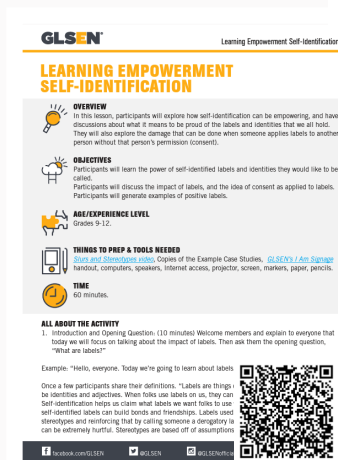 GLSEN®
Learning Empowerment Self-Identification
LEARNING EMPOWERMENT
SELF-IDENTIFICATION
OVERVIEW
In this lesson, participants will explore how self-identification can be empowering, and have
discussions about what it means to be proud of the labels and identities that we all hold.
They will also explore the damage that can be done when someone applies labels to another
person without that person's permission (consent).
OBJECTIVES
Participants will learn the power of self-identified labels and identities they would like to be
called.
Participants will discuss the impact of labels, and the idea of consent as applied to labels.
Participants will generate examples of positive labels.
AGE/EXPERIENCE LEVEL
Grades 9-12.
THINGS TO PREP & TOOLS NEEDED
Slurs and Stereotypes video, Copies of the Example Case Studies, GLSEN's I Am Signage
handout, computers, speakers, Internet access, projector, screen, markers, paper, pencils.
TIME
60 minutes.
ALL ABOUT THE ACTIVITY
1. Introduction and Opening Question: (10 minutes) Welcome members and explain to everyone that
today we will focus on talking about the impact of labels. Then ask them the opening question,
"What are labels?"
Example: "Hello, everyone. Today we're going to learn about labels
Once a few participants share their definitions. "Labels are things
be identities and adjectives. When folks use labels on us, they can
Self-identification helps us claim what labels we want folks to use
self-identified labels can build bonds and friendships. Labels used
stereotypes and reinforcing that by calling someone a derogatory la
can be extremely hurtful. Stereotypes are based off of assumptions
facebook.com/GLSEN
@GLSEN
@GLSENofficia